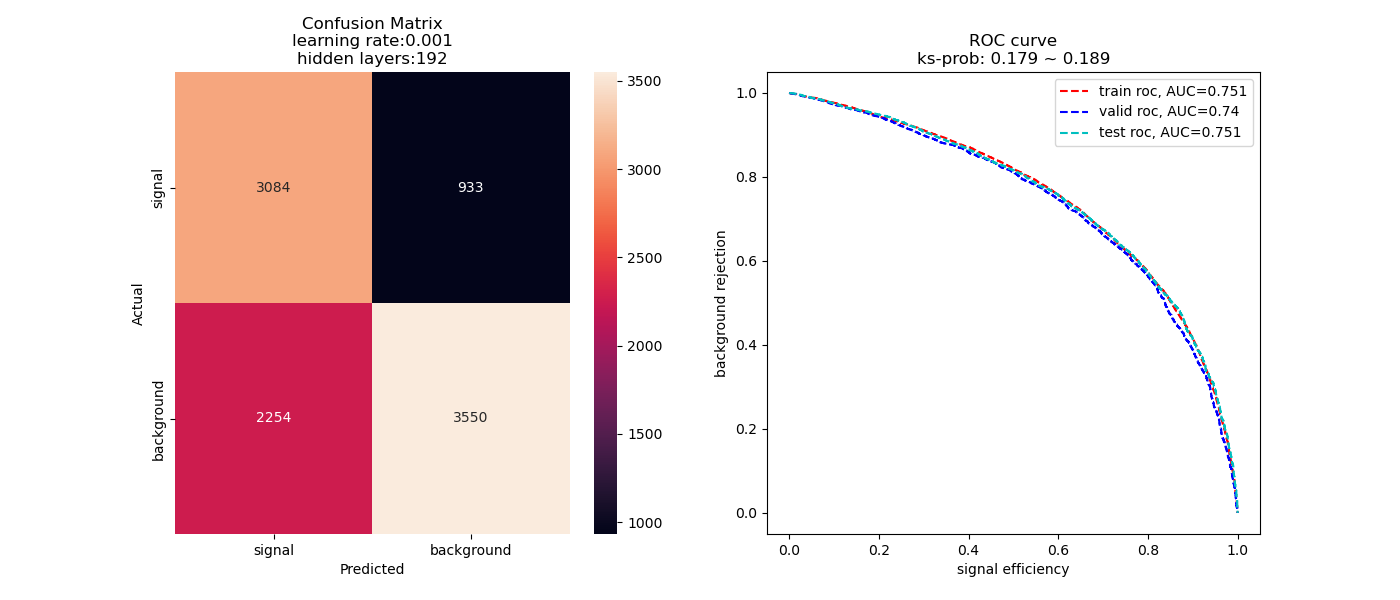 Confusion Matrix
learning rate:0.001
hidden layers:192
signal
background
Actual
3084
933
2254
3550
signal
background
Predicted
3500
3000
2500
2000
1500
1000
ROC curve
ks-prob: 0.179 ~ 0.189
train roc, AUC=0.751
valid roc, AUC=0.74
test roc, AUC=0.751
background rejection
1.0
0.8
0.6
0.4
0.2
0.0
0.0
0.2
0.4
0.6
0.8
1.0
signal efficiency